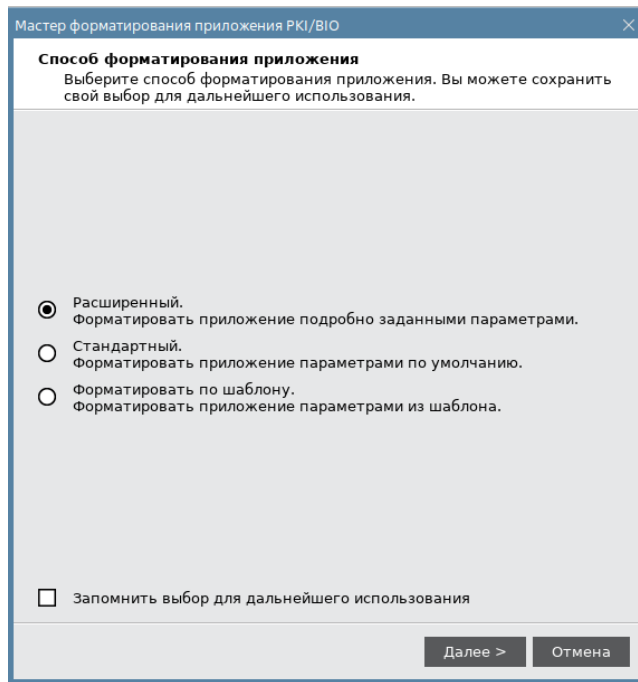 Мастер форматирования приложения PKI/BIO
Способ форматирования приложения
Выберите способ форматирования приложения. Вы можете сохранить
свой выбор для дальнейшего использования.
Расширенный.
Форматировать приложение подробно заданными параметрами.
Стандартный.
Форматировать приложение параметрами по умолчанию.
Форматировать по шаблону.
Форматировать приложение параметрами из шаблона.
Запомнить выбор для дальнейшего использования
Далее >
Отмена